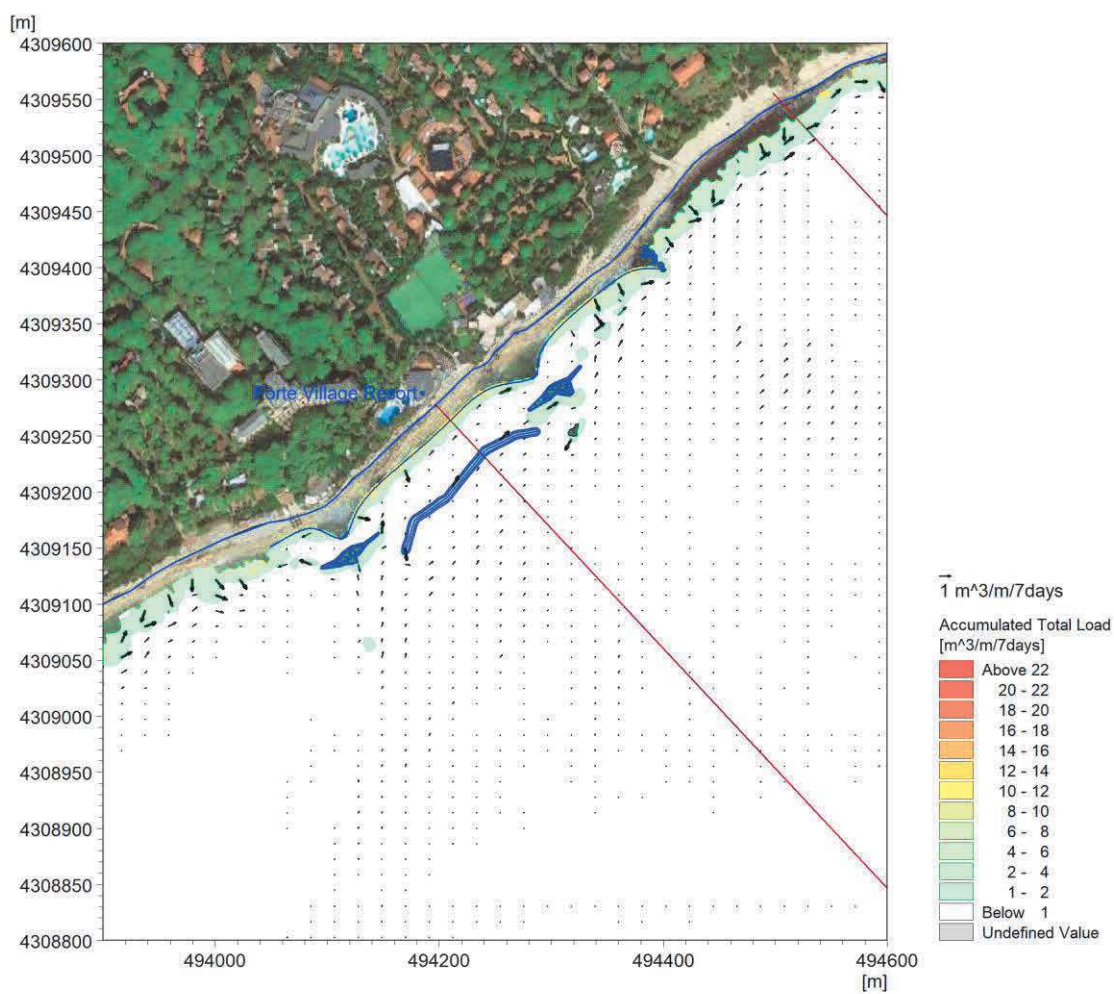 [m]
4309600
4309550
4309500
4309450
4309400
4309350
4309300
4309250
4309200
4309150
4309100
4309050
4309000
4308950
4308900
4308850
4308800
494000
494200
494400
494600
[m]
Forte Village Resort
1 m^3/m/7days
Accumulated Total Load
[m^3/m/7days]
Above 22
20 - 22
18 - 20
16 - 18
14 - 16
12 - 14
10 - 12
8 - 10
6 - 8
4 - 6
2 - 4
1 - 2
Below 1
Undefined Value